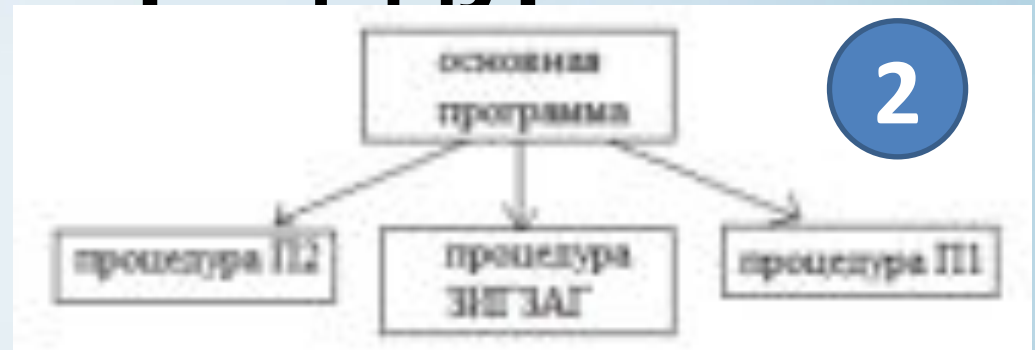 2
основная
программа
процедура П2
процедура
ЗИГЗАГ
процедура П1